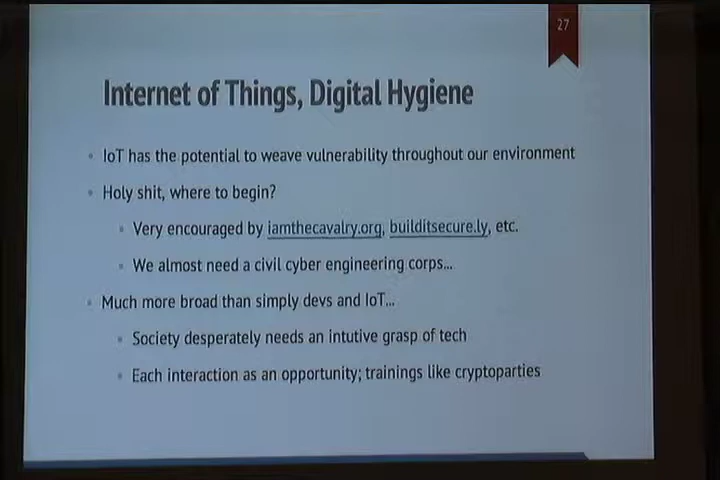 27
Internet of Things, Digital Hygiene
IoT has the potential to weave vulnerability throughout our environment
Holy shit, where to begin?
Very encouraged by iamthecavalry.org, builditsecure.ly, etc.
We almost need a civil cyber engineering corps...
Much more broad than simply devs and IoT...
Society desperately needs an intutive grasp of tech
Each interaction as an opportunity; trainings like cryptoparties